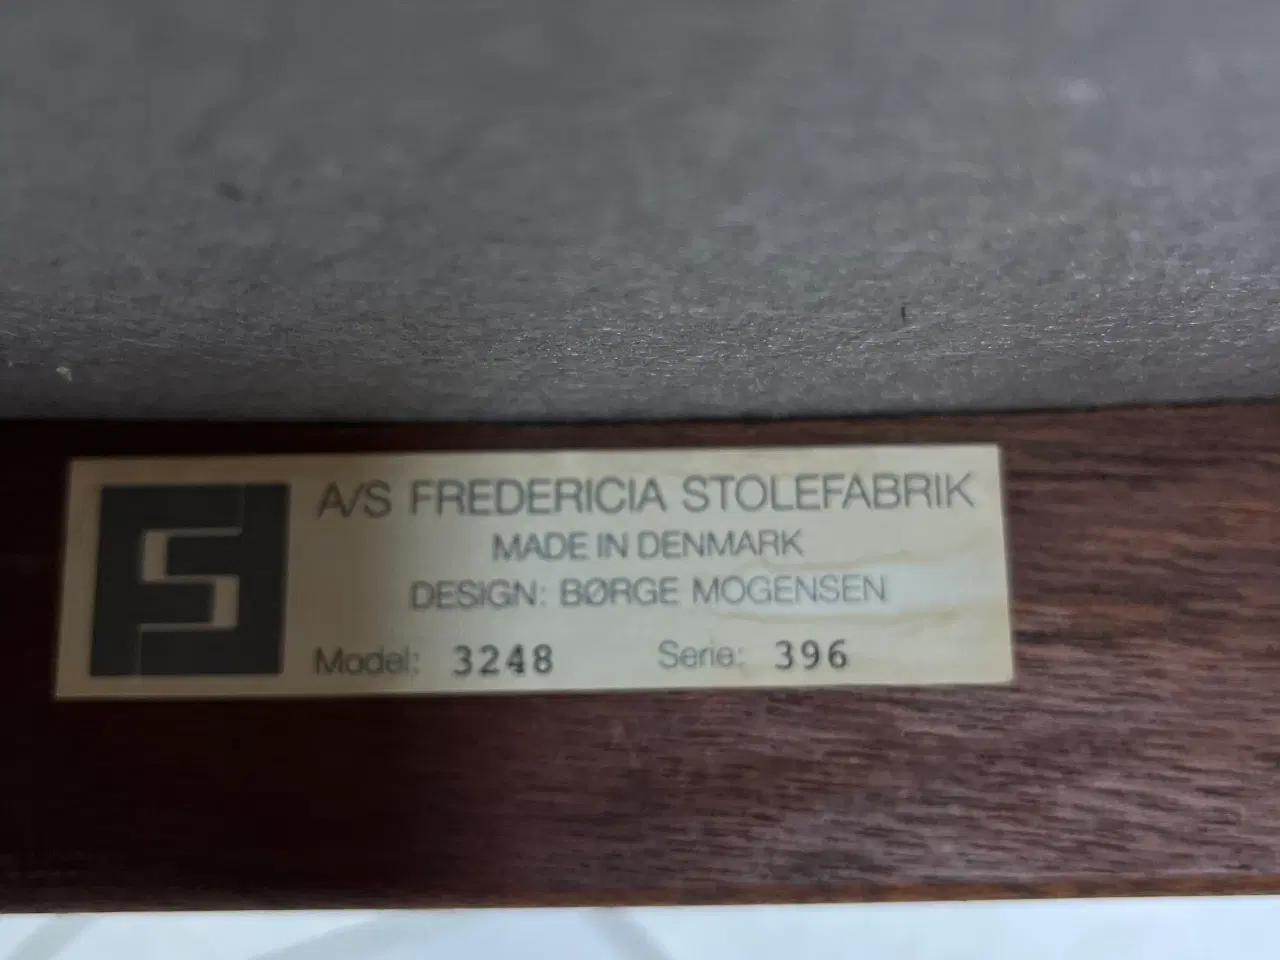 A/S FREDERICIA STOLEFABRIK
MADE IN DENMARK
DESIGN: BØRGE MOGENSEN
Model: 3248 Serie: 396